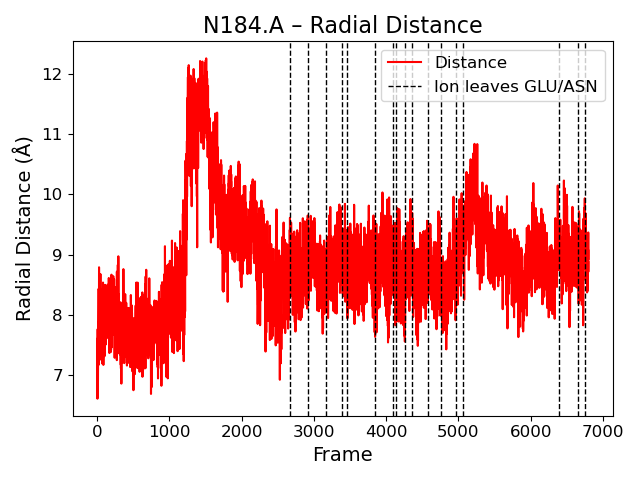 N184.A – Radial Distance
Radial Distance (Å)
12
11
10
9
8
7
Distance
Ion leaves GLU/ASN
0 1000 2000 3000 4000 5000 6000 7000
Frame